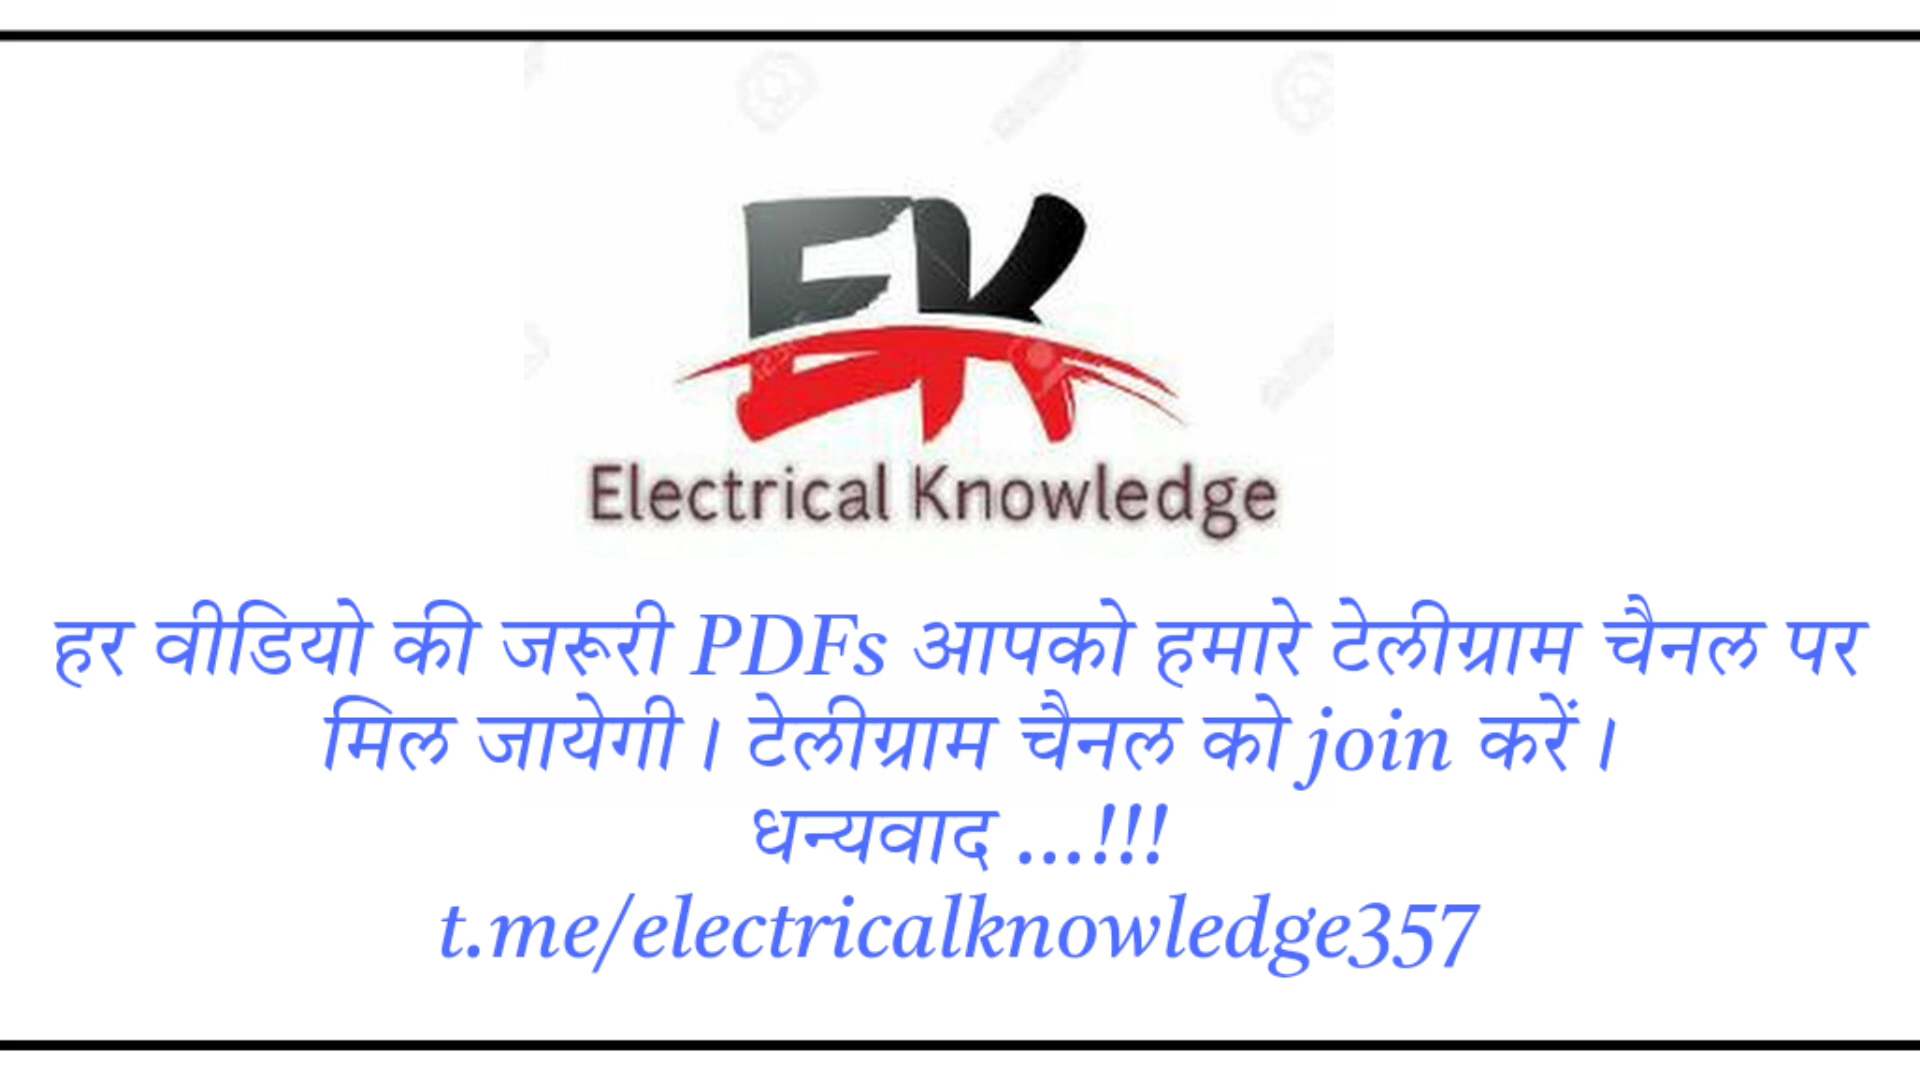 EK
Electrical Knowledge
हर वीडियो की जरूरी PDFs आपको हमारे टेलीग्राम चैनल पर
मिल जायेगी । टेलीग्राम चैनल को join करें ।
धन्यवाद ...!!!
t.me/electricalknowledge357